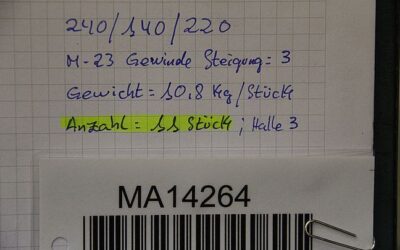 240/140/220
M-23 Gewinde Steigung: 3
Gewicht = 10,8 Kg/Stück
Anzahl = 11 Stück ; Halle 3
MA14264